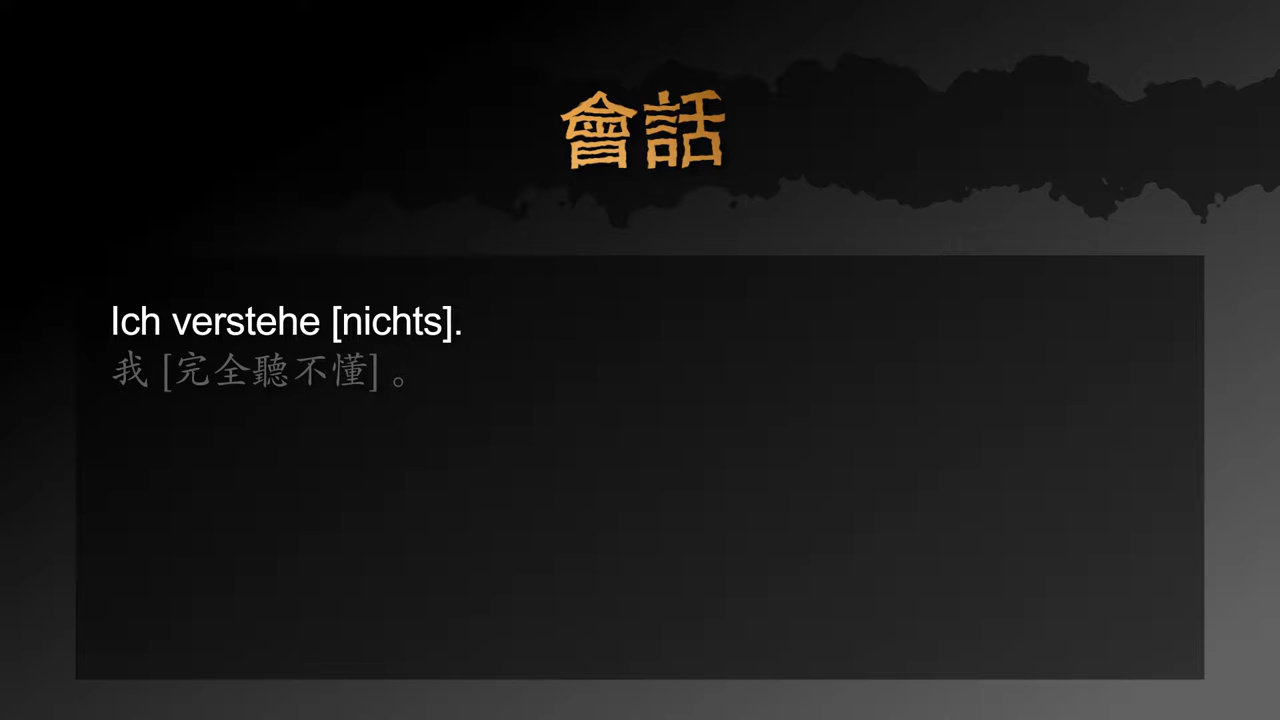 會話
Ich verstehe [nichts].
我 [完全聽不懂] 。